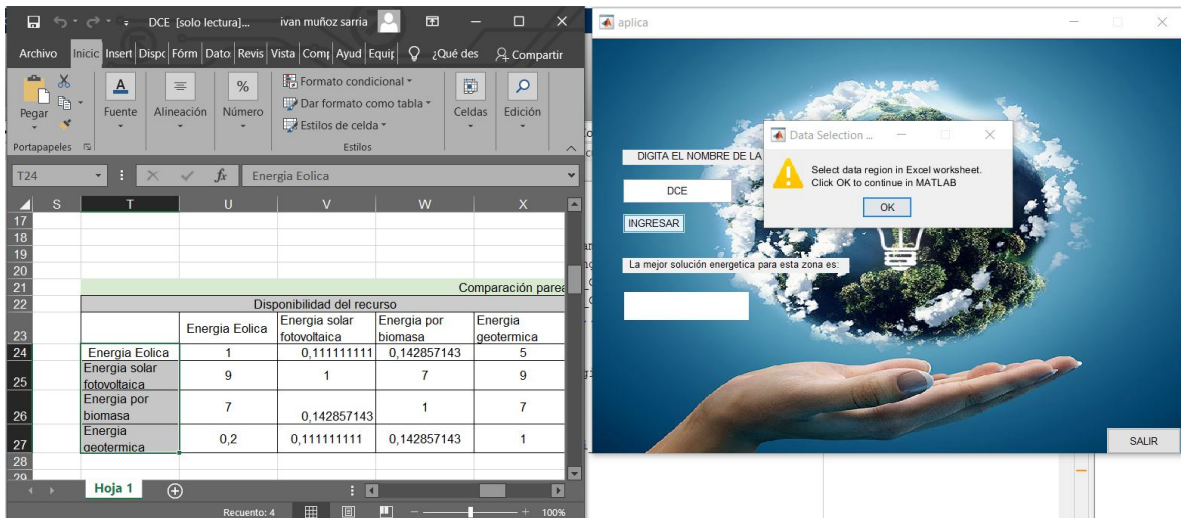 DCE [solo lectura]...
ivan muñoz sarria
Archivo Inicic Insert Dispc Fórm Dato Revis Vista Comp Ayud Equip ¿Qué des Compartir
Pegar
Fuente
Alineación
%
Número
Formato condicional
Dar formato como tabla
Estilos de celda
Celdas
Edición
Portapapeles
Estilos
T24
fx
Energia Eolica
S T U V W X
17
18
19
20
21 Comparación parea
22 Disponibilidad del recurso
23 Energia Eolica Energia solar fotovoltaica Energia por biomasa Energia geotermica
24 Energia Eolica 1 0,111111111 0,142857143 5
25 Energia solar fotovoltaica 9 1 7 9
26 Energia por biomasa 7 0,142857143 1 7
27 Energia geotermica 0,2 0,111111111 0,142857143 1
28
29
Hoja 1
Recuento: 4
100%
aplica
DIGITA EL NOMBRE DE LA
DCE
INGRESAR
La mejor solución energetica para esta zona es:
Data Selection ...
Select data region in Excel worksheet.
Click OK to continue in MATLAB
OK
SALIR